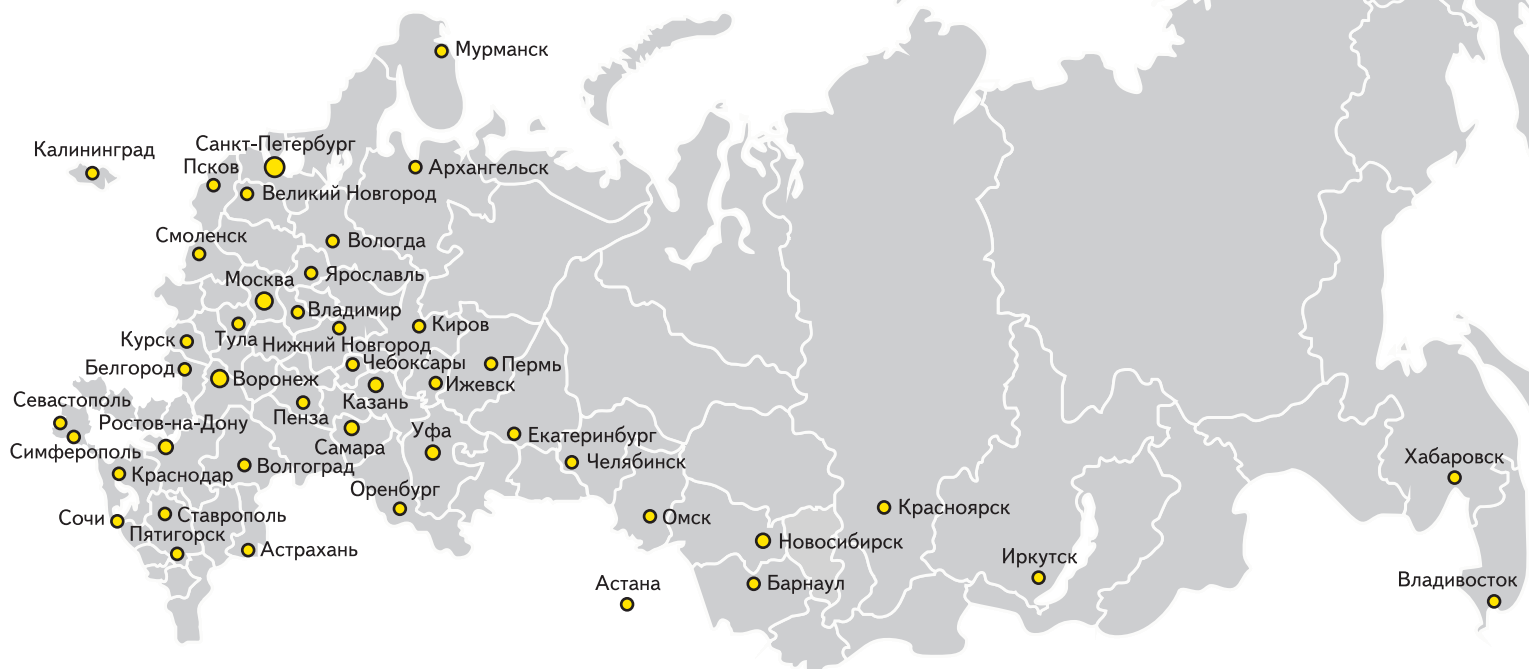 Мурманск
Санкт-Петербург
Калининград
Псков
Архангельск
Великий Новгород
Смоленск
Вологда
Ярославль
Москва
Владимир
Киров
Курск
Тула
Нижний Новгород
Чебоксары
Пермь
Белгород
Воронеж
Ижевск
Казань
Севастополь
Пенза
Ростов-на-Дону
Уфа
Екатеринбург
Самара
Симферополь
Челябинск
Волгоград
Краснодар
Хабаровск
Оренбург
Красноярск
Сочи
Ставрополь
Омск
Пятигорск
Новосибирск
Астрахань
Иркутск
Астана
Барнаул
Владивосток